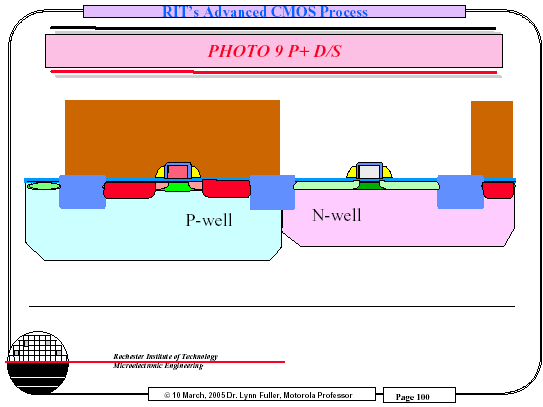 RIT's Advanced CMOS Process
PHOTO 9 P+ D/S
P-well
N-well
Rochester Institute of Technology
Microelectronic Engineering
© 10 March, 2005 Dr. Lynn Fuller, Motorola Professor
Page 100